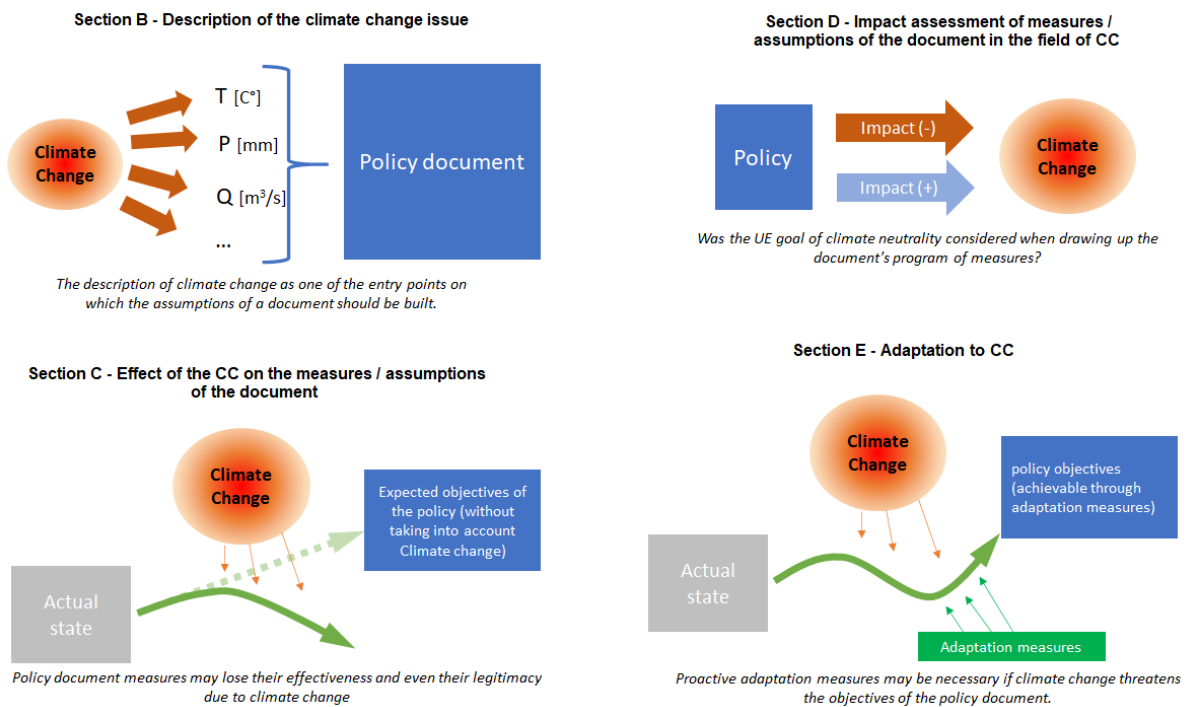 Section B - Description of the climate change issue
Climate
Change
T [C°]
P [mm]
Q [m³/s]
...
Policy document
The description of climate change as one of the entry points on
which the assumptions of a document should be built.
Section D - Impact assessment of measures /
assumptions of the document in the field of CC
Policy
Impact (-)
Impact (+)
Climate
Change
Was the UE goal of climate neutrality considered when drawing up the
document's program of measures?
Section C - Effect of the CC on the measures / assumptions
of the document
Climate
Change
Expected objectives of
the policy (without
taking into account
Climate change)
Actual
state
Policy document measures may lose their effectiveness and even their legitimacy
due to climate change
Section E - Adaptation to CC
Climate
Change
policy objectives
(achievable through
adaptation measures)
Actual
state
Adaptation measures
Proactive adaptation measures may be necessary if climate change threatens
the objectives of the policy document.